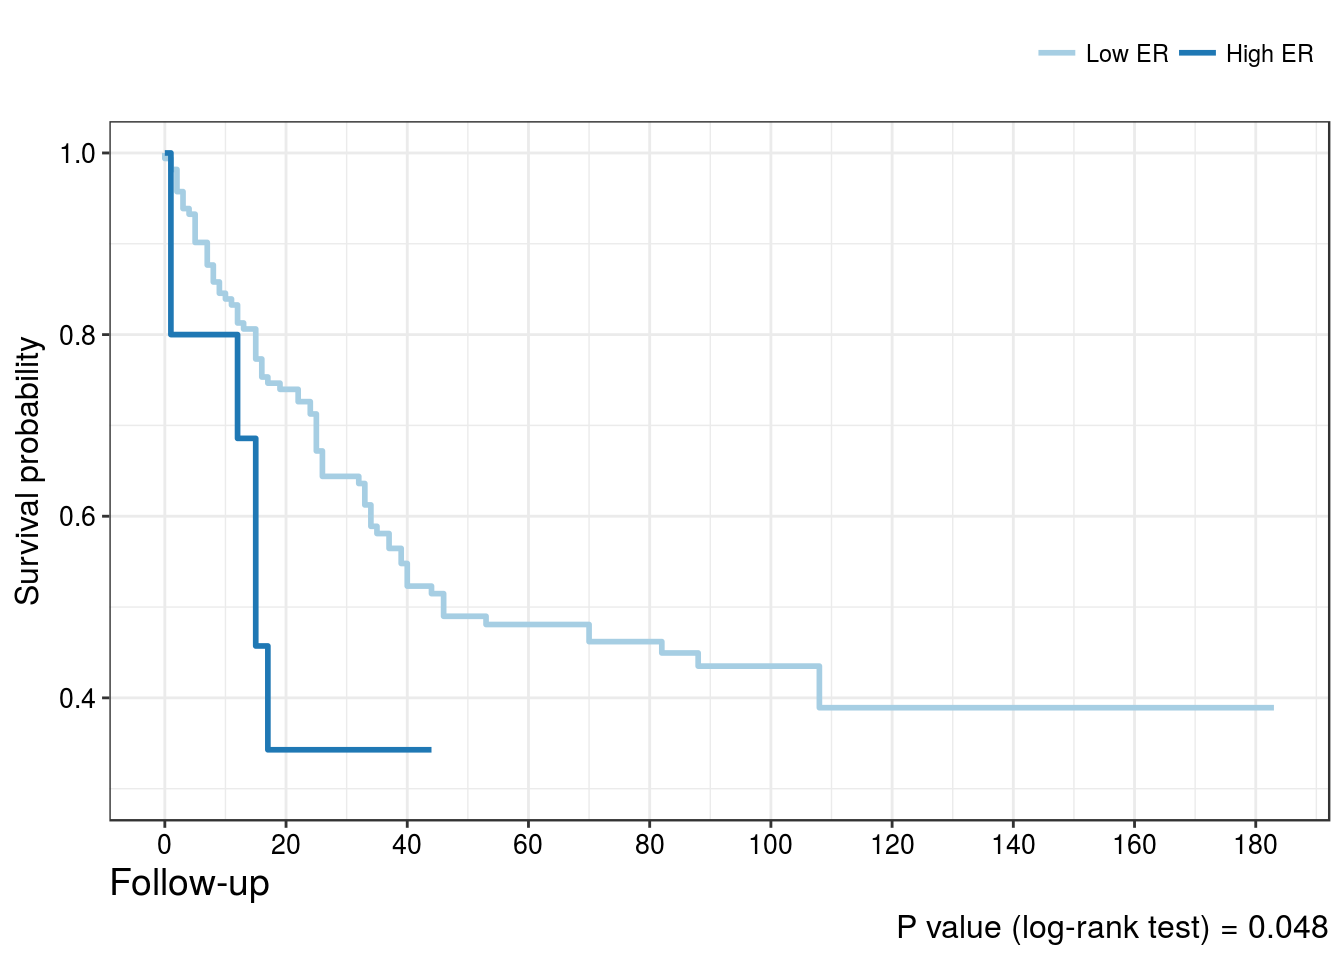 Low ER High ER
1.0
0.8
0.6
0.4
Survival probability
0 20 40 60 80 100 120 140 160 180
Follow-up
P value (log-rank test) = 0.048